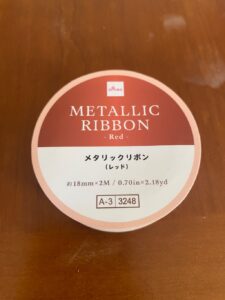 METALLIC
RIBBON
- Red -
メタリックリボン
(レッド)
約18mm×2M / 0.70in×2.18yd
A-3 3248